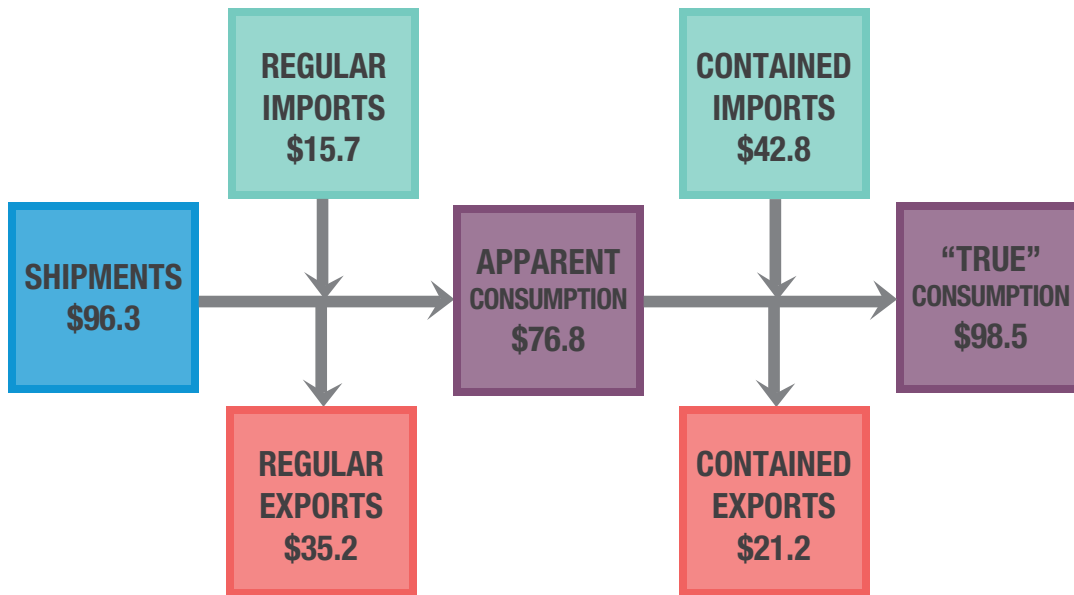 REGULAR
IMPORTS
$15.7
CONTAINED
IMPORTS
$42.8
SHIPMENTS
$96.3
APPARENT
CONSUMPTION
$76.8
“TRUE”
CONSUMPTION
$98.5
REGULAR
EXPORTS
$35.2
CONTAINED
EXPORTS
$21.2